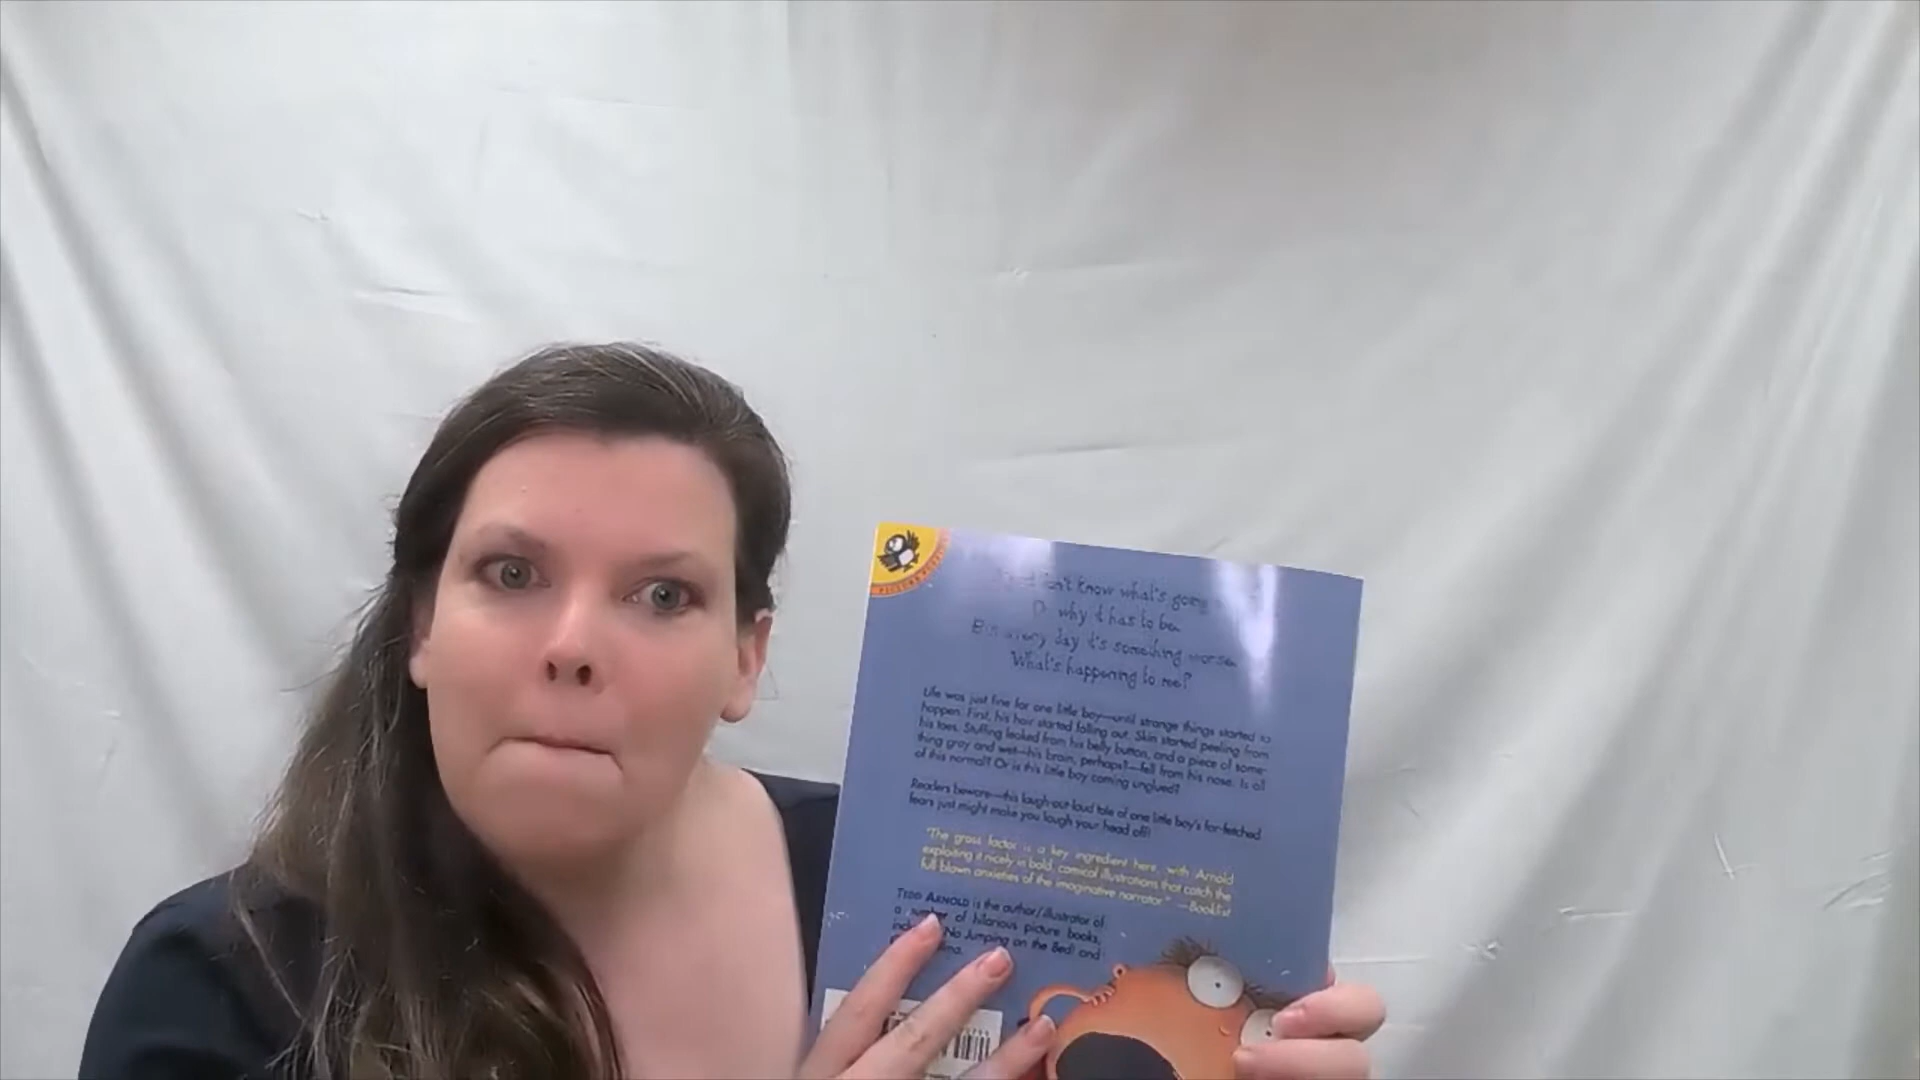 don't know what's going
Or why it has to be.
But every day it's something worse.
What's happening to me?
Life was just fine for one little boy—until strange things started to
happen. First, his hair started falling out. Skin started peeling from
his toes. Stuffing leaked from his belly button, and a piece of some-
thing gray and wet—his brain, perhaps?—fell from his nose. Is all
of this normal? Or is this little boy coming unglued?
Readers beware—this laugh-out-loud tale of one little boy's far-fetched
fears just might make you laugh your head off!
"The gross factor is a key ingredient here, with Arnold
exploiting it nicely in bold, comical illustrations that catch the
full blown anxieties of the imaginative narrator." —Booklist
TEDD ARNOLD is the author/illustrator of
a number of hilarious picture books,
No Jumping on the Bed! and